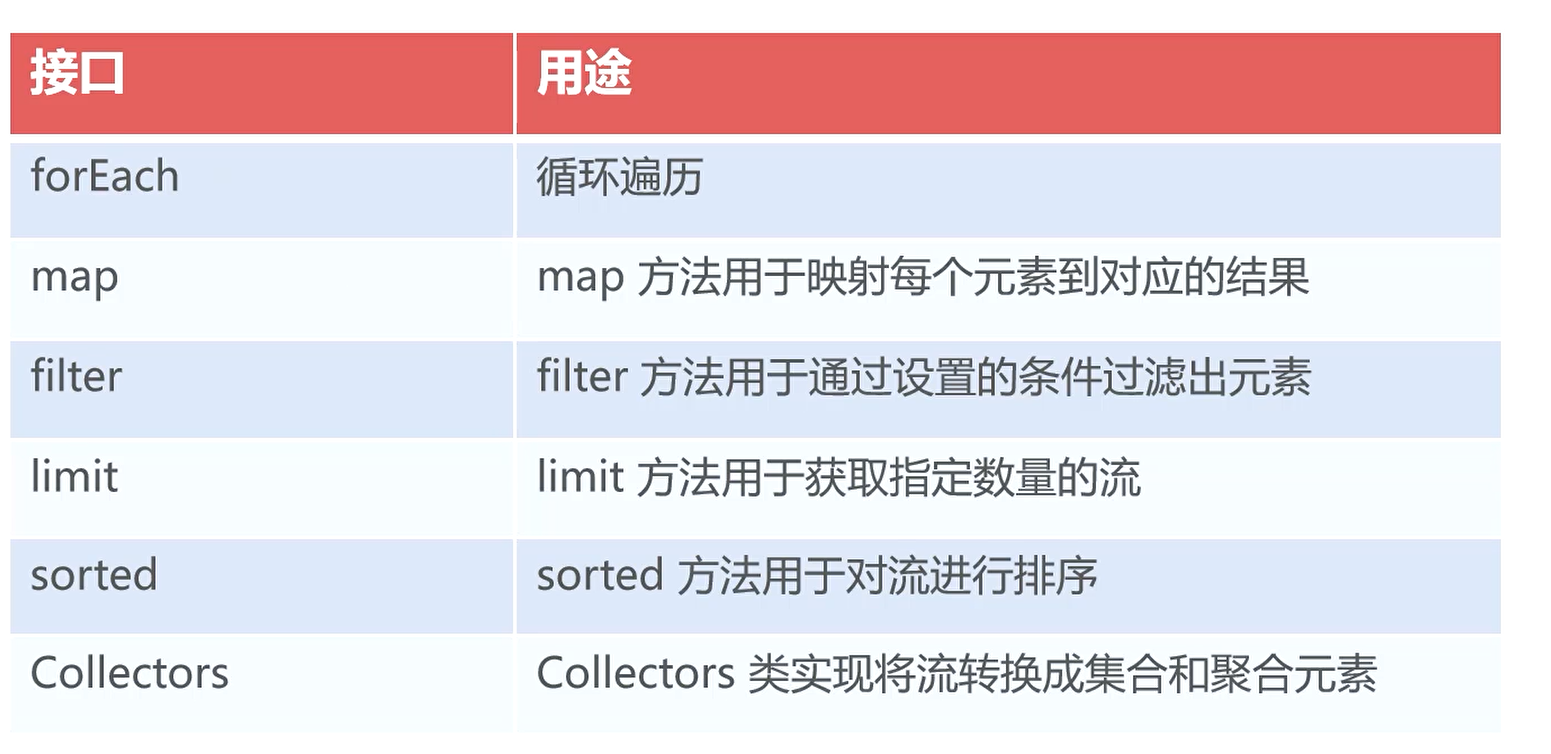 接口 用途
forEach 循环遍历
map map 方法用于映射每个元素到对应的结果
filter filter 方法用于通过设置的条件过滤出元素
limit limit 方法用于获取指定数量的流
sorted sorted 方法用于对流进行排序
Collectors Collectors 类实现将流转换成集合和聚合元素